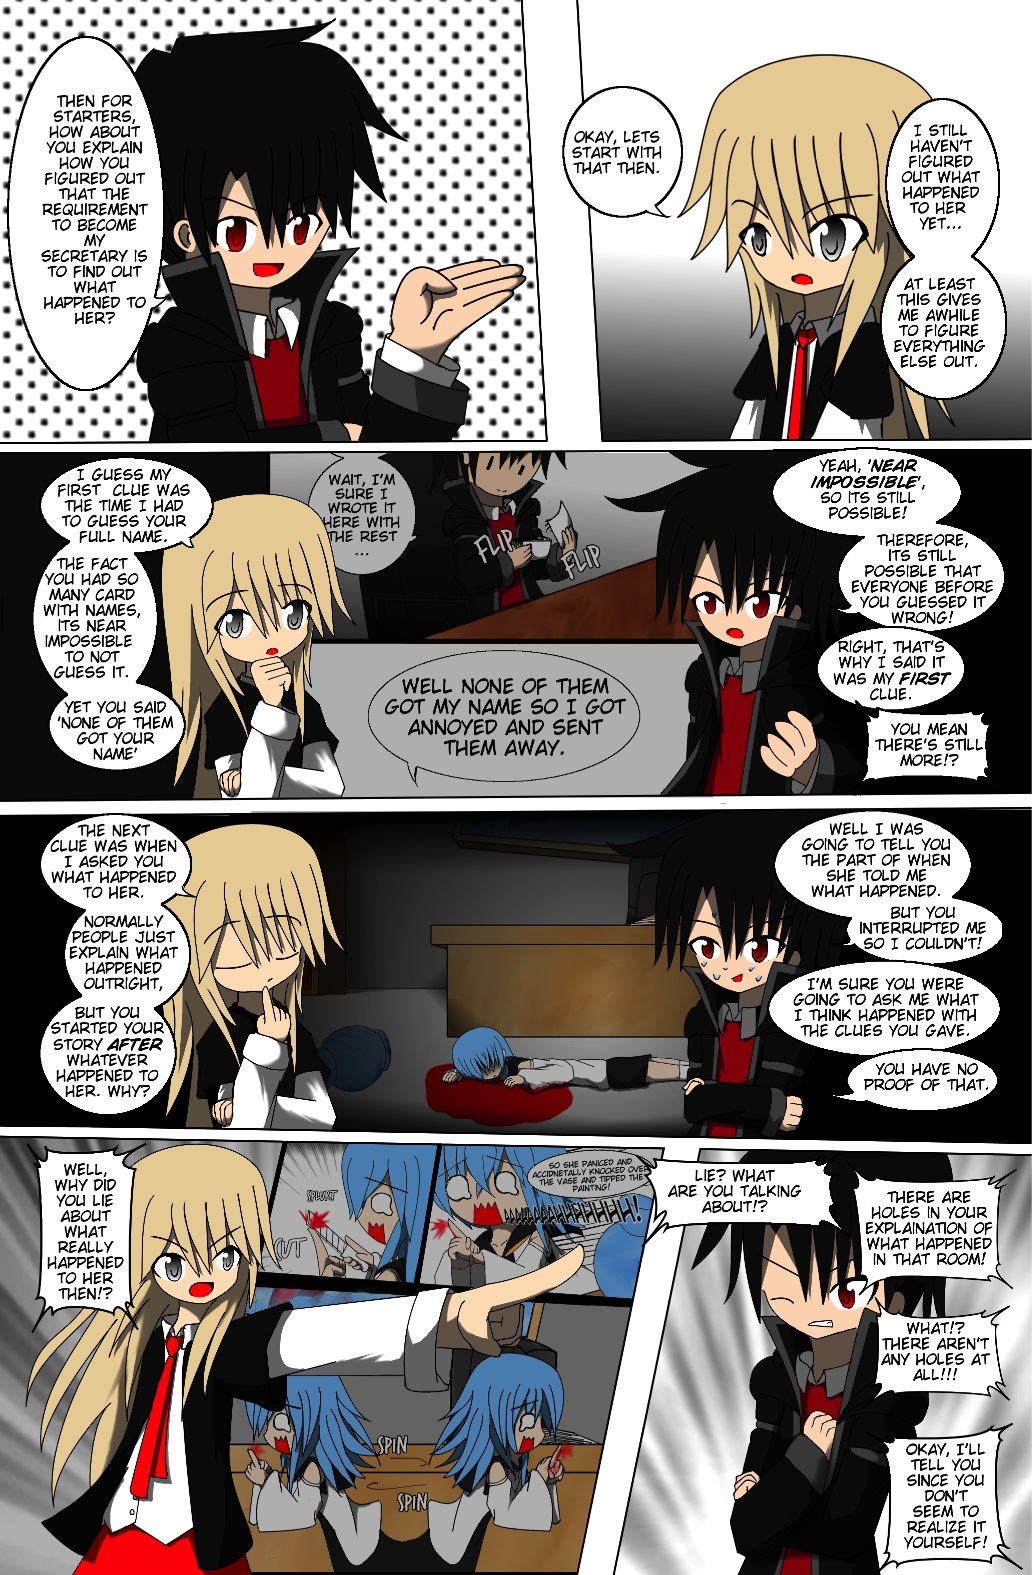 THEN FOR
STARTERS,
HOW ABOUT
YOU EXPLAIN
HOW YOU
FIGURED OUT
THAT THE
REQUIREMENT
TO BECOME
MY
SECRETARY IS
TO FIND OUT
WHAT
HAPPENED TO
HER?
OKAY, LETS
START WITH
THAT THEN.
I STILL
HAVEN'T
FIGURED
OUT WHAT
HAPPENED
TO HER
YET...
AT LEAST
THIS GIVES
ME AWHILE
TO FIGURE
EVERYTHING
ELSE OUT.
I GUESS MY
FIRST CLUE WAS
THE TIME I HAD
TO GUESS YOUR
FULL NAME.
THE FACT
YOU HAD SO
MANY CARD
WITH NAMES,
ITS NEAR
IMPOSSIBLE
TO NOT
GUESS IT.
YET YOU SAID
'NONE OF THEM
GOT YOUR
NAME'
WAIT, I'M
SURE I
WROTE IT
HERE WITH
THE REST
...
FLIP
FLIP
WELL NONE OF THEM
GOT MY NAME SO I GOT
ANNOYED AND SENT
THEM AWAY.
YEAH, 'NEAR
IMPOSSIBLE',
SO ITS STILL
POSSIBLE!
THEREFORE,
ITS STILL
POSSIBLE THAT
EVERYONE BEFORE
YOU GUESSED IT
WRONG!
RIGHT, THAT'S
WHY I SAID IT
WAS MY FIRST
CLUE.
YOU MEAN
THERE'S STILL
MORE!?
THE NEXT
CLUE WAS WHEN
I ASKED YOU
WHAT HAPPENED
TO HER.
NORMALLY
PEOPLE JUST
EXPLAIN WHAT
HAPPENED
OUTRIGHT,
BUT YOU
STARTED YOUR
STORY AFTER
WHATEVER
HAPPENED TO
HER. WHY?
WELL I WAS
GOING TO TELL YOU
THE PART OF WHEN
SHE TOLD ME
WHAT HAPPENED.
BUT YOU
INTERRUPTED ME
SO I COULDN'T!
I'M SURE YOU WERE
GOING TO ASK ME WHAT
I THINK HAPPENED WITH
THE CLUES YOU GAVE.
YOU HAVE NO
PROOF OF THAT.
WELL,
WHY DID
YOU LIE
ABOUT
WHAT
REALLY
HAPPENED
TO HER
THEN!?
SPLURT
CUT
SO SHE PANICED AND
ACCIDNETALLY KNOCKED OVER
THE VASE AND TIPPED THE
PAINTING!
AAAAAAAAHHHHHH!
SPIN
SPIN
LIE? WHAT
ARE YOU TALKING
ABOUT!?
THERE ARE
HOLES IN YOUR
EXPLAINATION OF
WHAT HAPPENED
IN THAT ROOM!
WHAT!?
THERE AREN'T
ANY HOLES AT
ALL!!!
OKAY, I'LL
TELL YOU
SINCE YOU
DON'T
SEEM TO
REALIZE IT
YOURSELF!